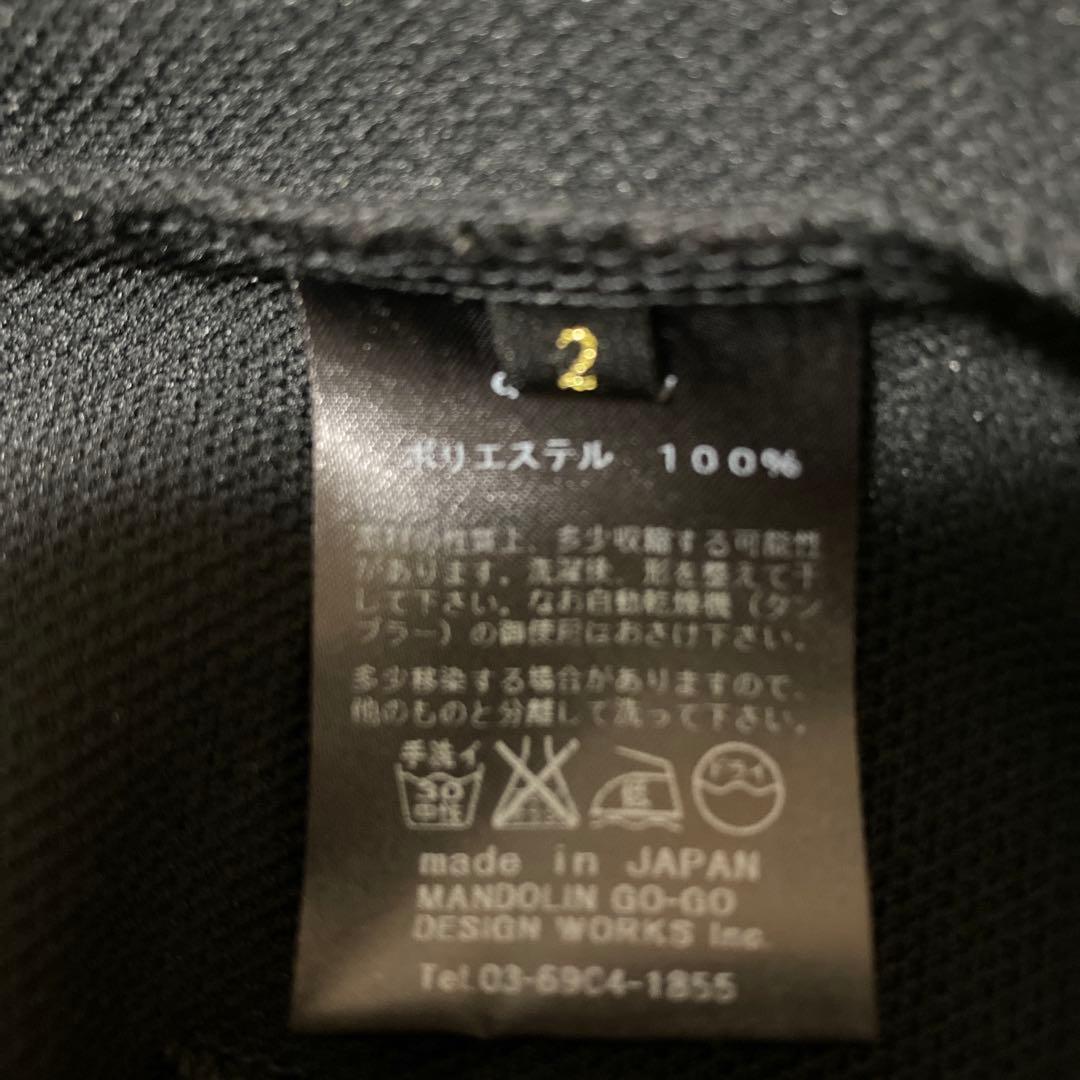 2
ポリエステル 100%
素材の性質上、多少収縮する可能性
があります。洗濯後、形を整えて干
して下さい。なお自動乾燥機（タン
ブラー）の御使用はおさけ下さい。
多少移染する場合がありますので、
他のものと分離して洗って下さい。
手洗イ
30
中性
低
ドライ
made in JAPAN
MANDOLIN GO-GO
DESIGN WORKS Inc.
Tel.03-6904-1855